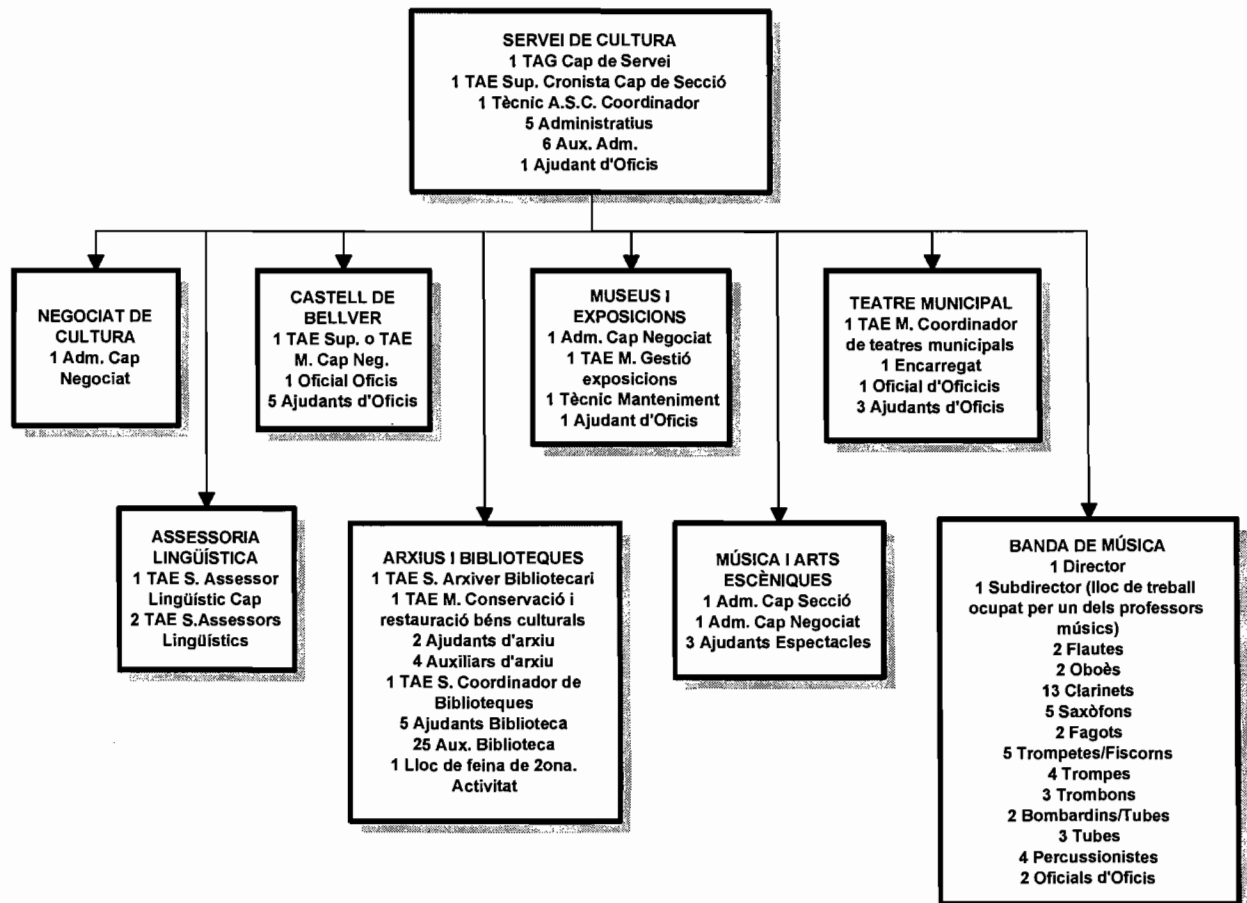 SERVEI DE CULTURA
1 TAG Cap de Servei
1 TAE Sup. Cronista Cap de Secció
1 Tècnic A.S.C. Coordinador
5 Administratius
6 Aux. Adm.
1 Ajudant d'Oficis
NEGOCIAT DE
CULTURA
1 Adm. Cap
Negociat
CASTELL DE
BELLVER
1 TAE Sup. o TAE
M. Cap Neg.
1 Oficial Oficis
5 Ajudants d'Oficis
MUSEUS I
EXPOSICIONS
1 Adm. Cap Negociat
1 TAE M. Gestió
exposicions
1 Tècnic Manteniment
1 Ajudant d'Oficis
TEATRE MUNICIPAL
1 TAE M. Coordinador
de teatres municipals
1 Encarregat
1 Oficial d'Oficicis
3 Ajudants d'Oficis
ASSESSORIA
LINGÜÍSTICA
1 TAE S. Assessor
Lingüístic Cap
2 TAE S.Assessors
Lingüístics
ARXIUS I BIBLIOTEQUES
1 TAE S. Arxiver Bibliotecari
1 TAE M. Conservació i
restauració béns culturals
2 Ajudants d'arxiu
4 Auxiliars d'arxiu
1 TAE S. Coordinador de
Biblioteques
5 Ajudants Biblioteca
25 Aux. Biblioteca
1 Lloc de feina de 2ona.
Activitat
MÚSICA I ARTS
ESCÈNIQUES
1 Adm. Cap Secció
1 Adm. Cap Negociat
3 Ajudants Espectacles
BANDA DE MÚSICA
1 Director
1 Subdirector (lloc de treball
ocupat per un dels professors
músics)
2 Flautes
2 Oboès
13 Clarinets
5 Saxòfons
2 Fagots
5 Trompetes/Fiscorns
4 Trompes
3 Trombons
2 Bombardins/Tubes
3 Tubes
4 Percussionistes
2 Oficials d'Oficis